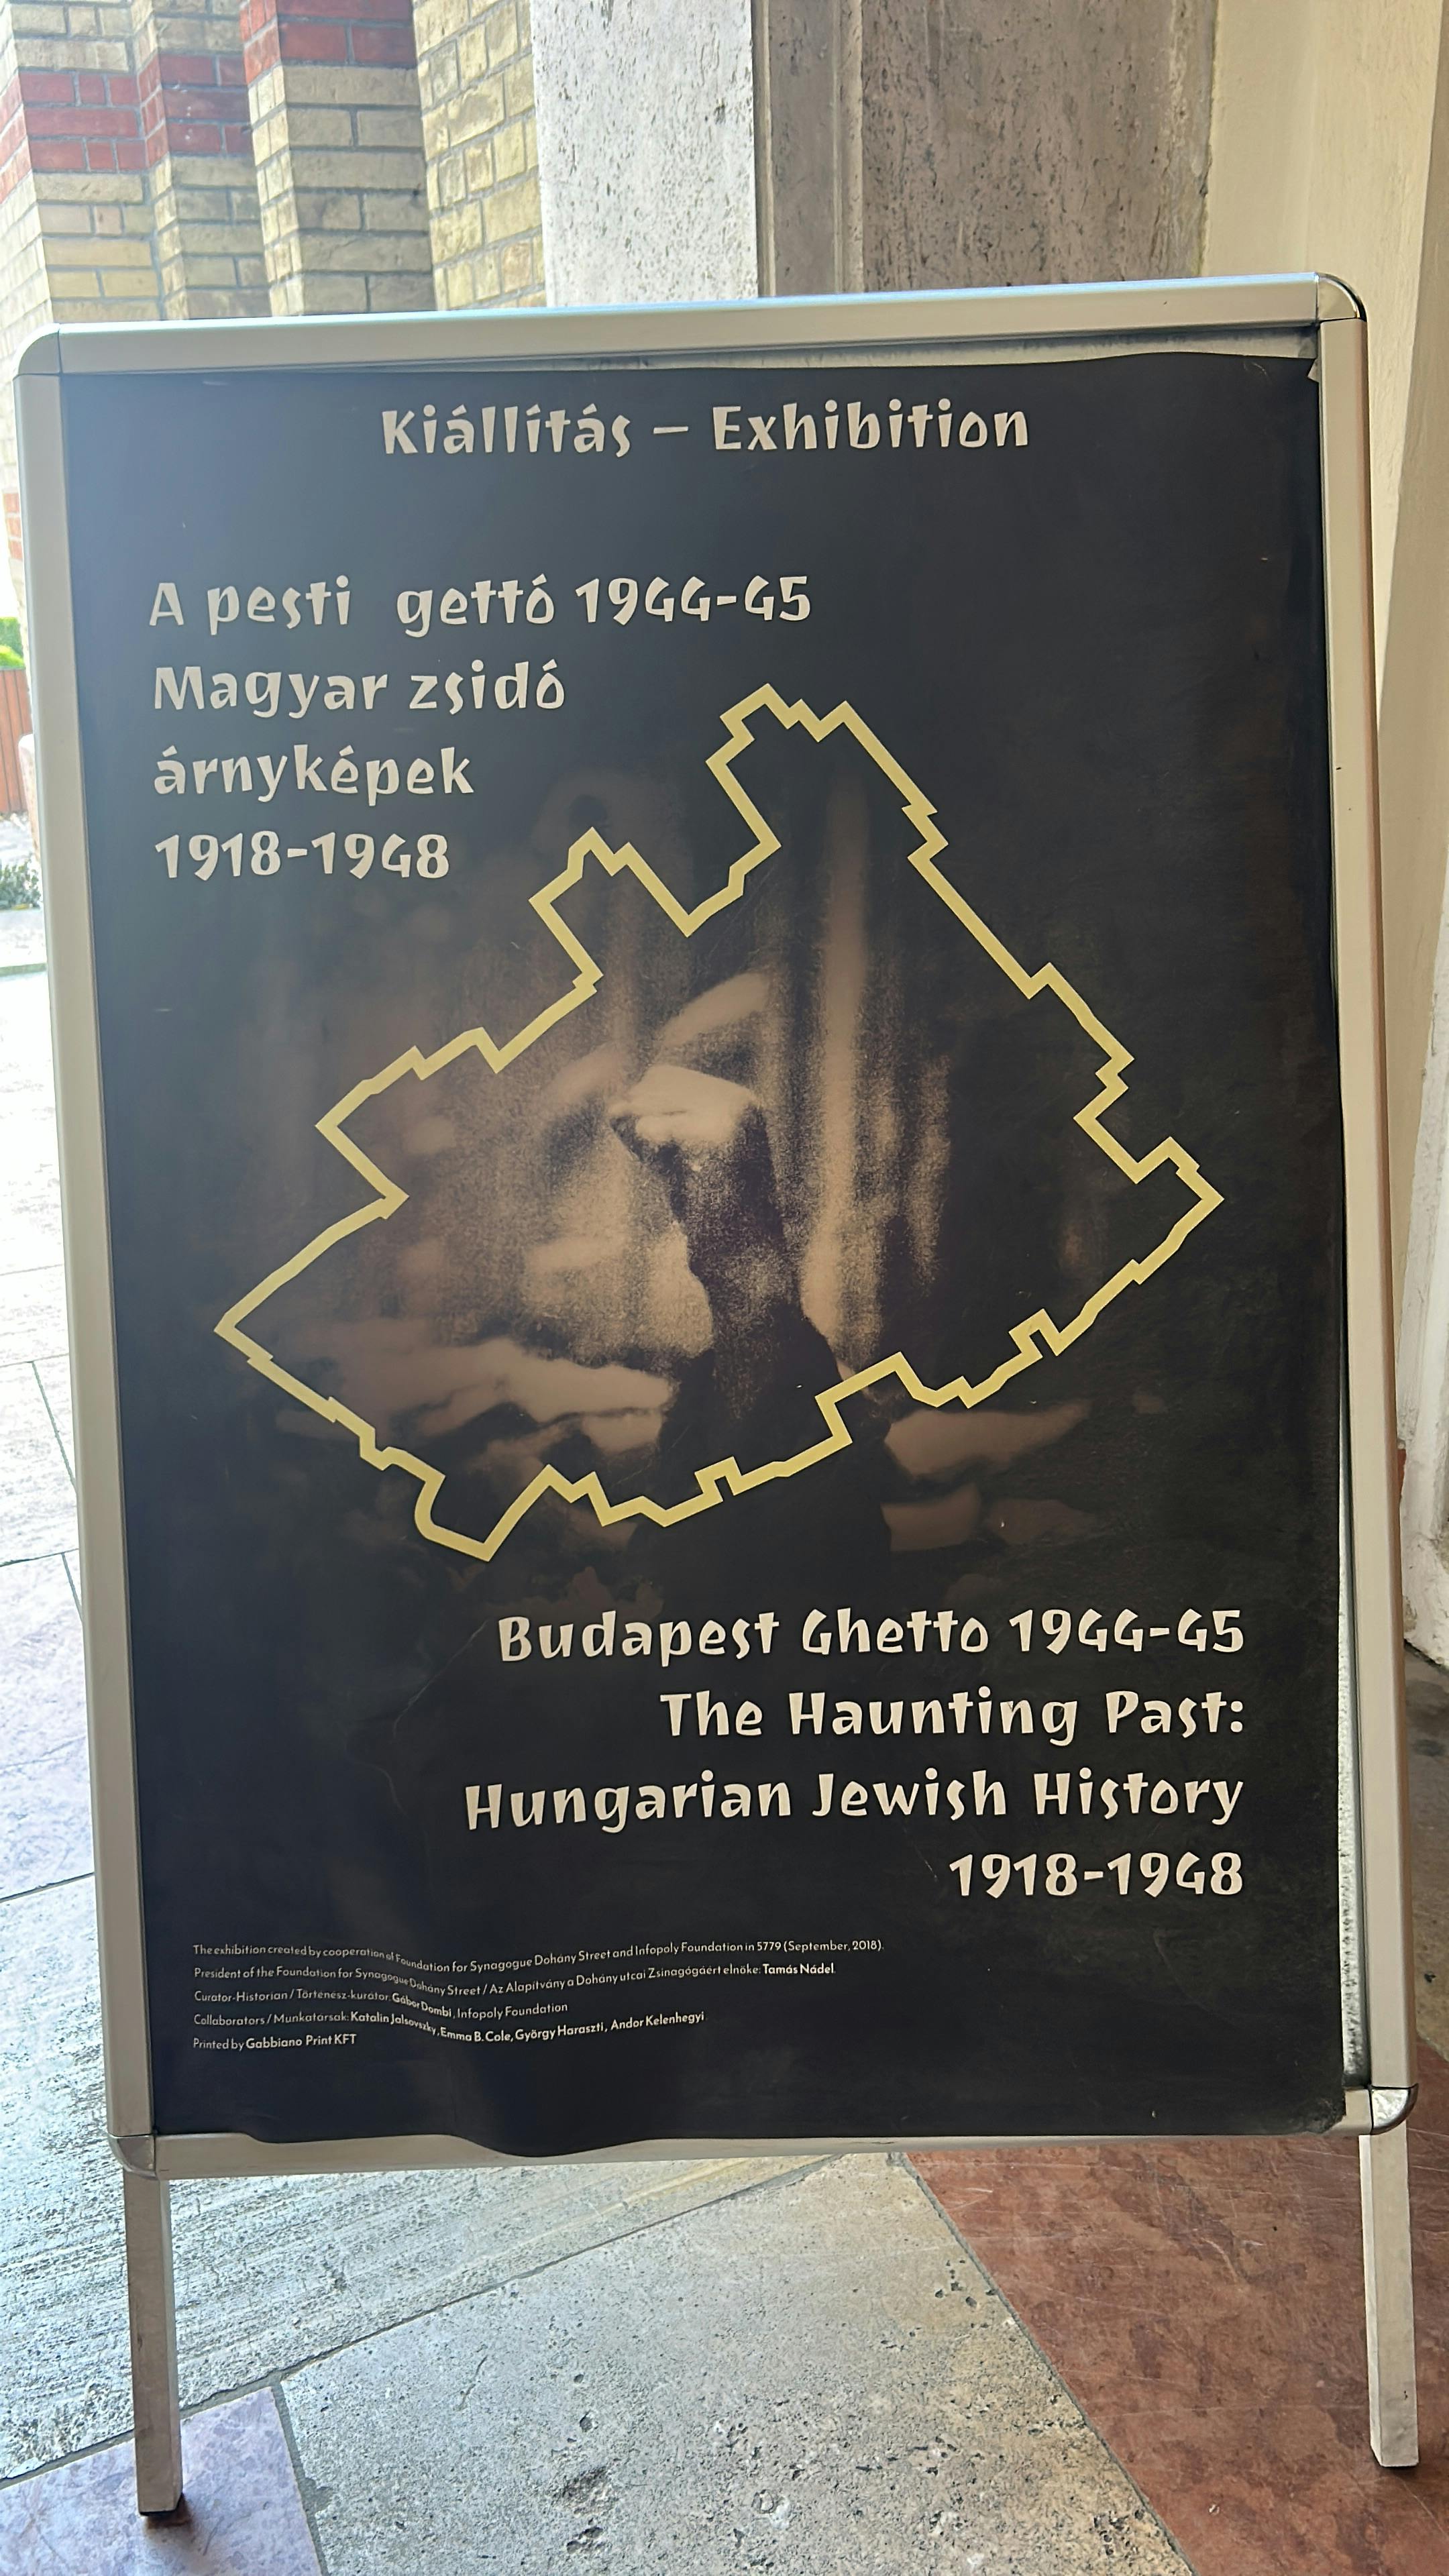 Kiállítás – Exhibition
A pesti gettó 1944-45
Magyar zsidó
árnyképek
1918-1948
Budapest Ghetto 1944-45
The Haunting Past:
Hungarian Jewish History
1918-1948
The exhibition created by cooperation of Foundation for Synagogue Dohány Street and Infopoly Foundation in 5779 (September, 2018).
President of the Foundation for Synagogue Dohány Street / Az Alapítvány a Dohány utcai Zsinagógáért elnöke: Tamás Nádel.
Curator-Historian / Történész-kurátor: Gábor Dombi, Infopoly Foundation
Collaborators / Munkatársak: Katalin Jalsovszky, Emma B. Cole, György Haraszti, Andor Kelenhegyi
Printed by Gabbiano Print KFT